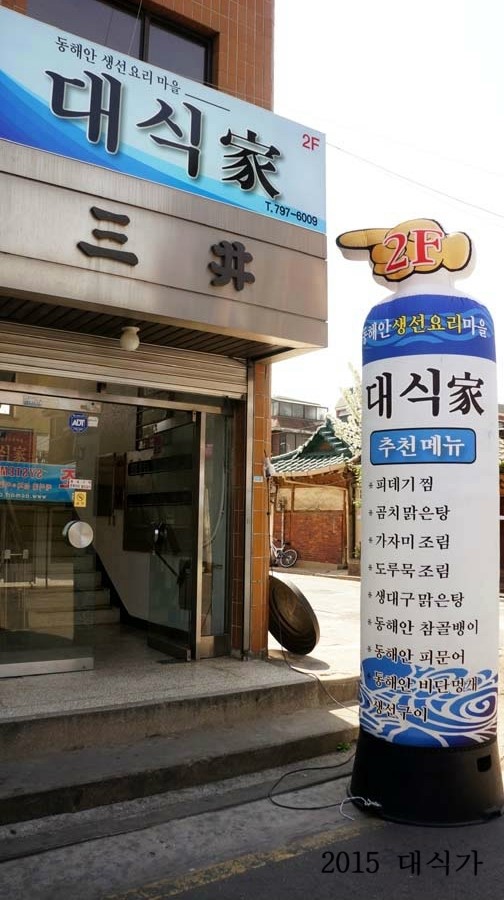 동해안 생선요리 마을
대식家
2F
T.797-6009
三井
ADT
2F
동해안생선요리마을
대식家
추천메뉴
*피데기 찜
*곰치 맑은탕
*가자미 조림
*도루묵 조림
*생대구 맑은탕
*동해안 참골뱅이
*동해안 피문어
*동해안 비단멍게
생선구이
2015 대식가